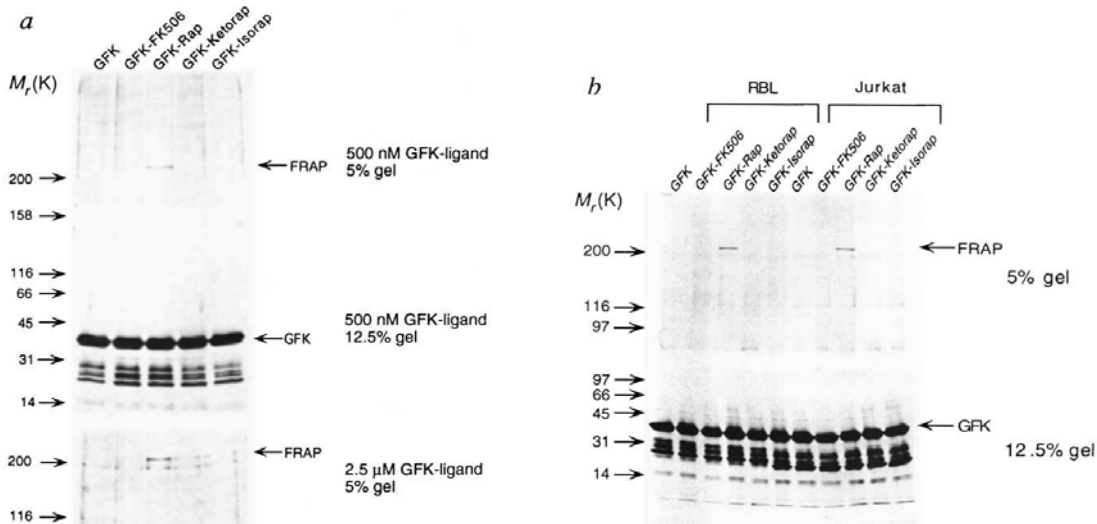 a
GFK
GFK-FK506
GFK-Rap
GFK-Ketorap
GFK-Isorap
Mr(K)
FRAP
500 nM GFK-ligand
5% gel
200
158
116
66
45
GFK
500 nM GFK-ligand
12.5% gel
31
14
FRAP
200
2.5 μM GFK-ligand
5% gel
116
b
RBL
Jurkat
GFK
GFK-FK506
GFK-Rap
GFK-Ketorap
GFK-Isorap
GFK
GFK-FK506
GFK-Rap
GFK-Ketorap
GFK-Isorap
Mr(K)
200
FRAP
5% gel
116
97
97
66
45
GFK
31
12.5% gel
14